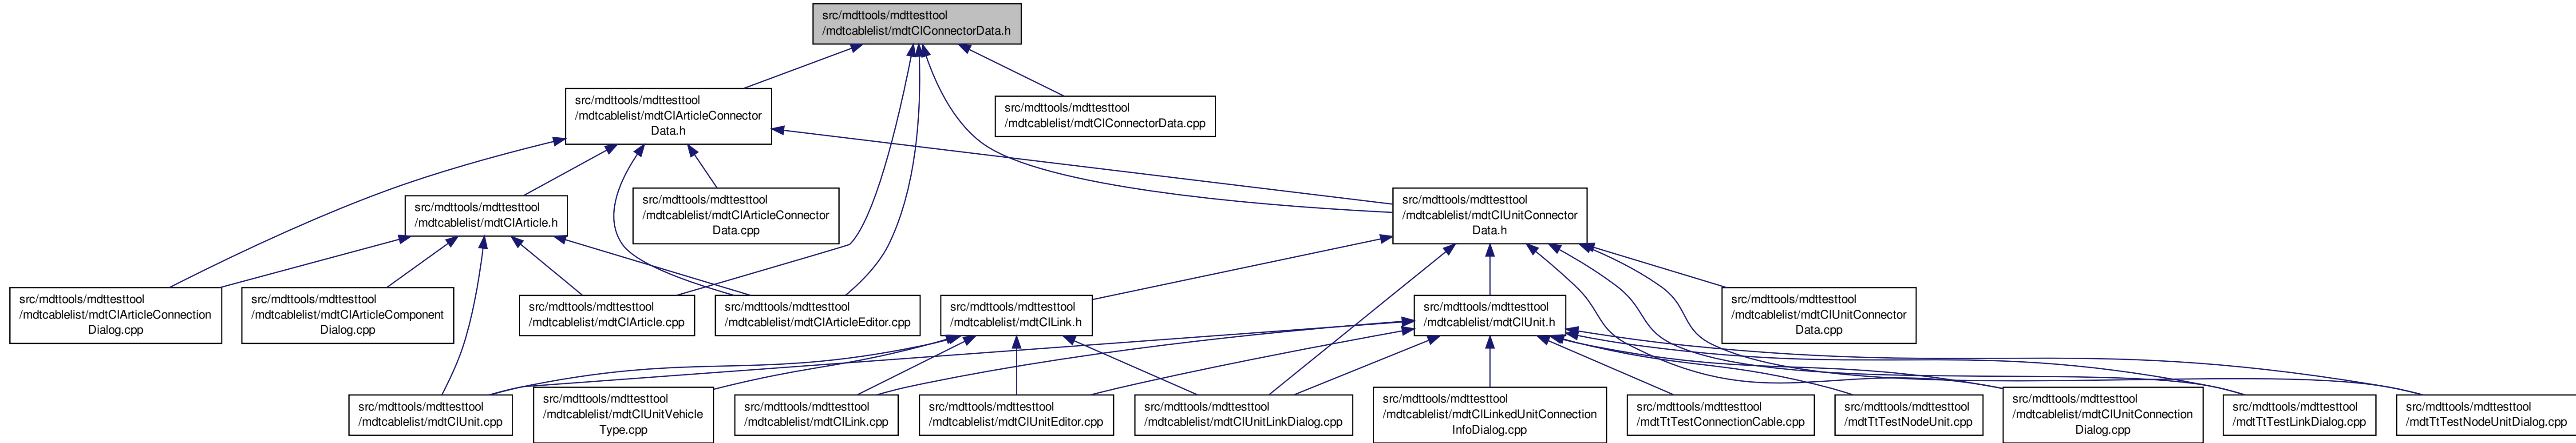 src/mdttools/mdttesttool
/mdtcablelist/mdtClConnectorData.h
src/mdttools/mdttesttool
/mdtcablelist/mdtClArticleConnector
Data.h
src/mdttools/mdttesttool
/mdtcablelist/mdtClConnectorData.cpp
src/mdttools/mdttesttool
/mdtcablelist/mdtClArticle.h
src/mdttools/mdttesttool
/mdtcablelist/mdtClArticleConnector
Data.cpp
src/mdttools/mdttesttool
/mdtcablelist/mdtClUnitConnector
Data.h
src/mdttools/mdttesttool
/mdtcablelist/mdtClArticleConnection
Dialog.cpp
src/mdttools/mdttesttool
/mdtcablelist/mdtClArticleComponent
Dialog.cpp
src/mdttools/mdttesttool
/mdtcablelist/mdtClArticle.cpp
src/mdttools/mdttesttool
/mdtcablelist/mdtClArticleEditor.cpp
src/mdttools/mdttesttool
/mdtcablelist/mdtClLink.h
src/mdttools/mdttesttool
/mdtcablelist/mdtClUnit.h
src/mdttools/mdttesttool
/mdtcablelist/mdtClUnitConnector
Data.cpp
src/mdttools/mdttesttool
/mdtcablelist/mdtClUnit.cpp
src/mdttools/mdttesttool
/mdtcablelist/mdtClUnitVehicle
Type.cpp
src/mdttools/mdttesttool
/mdtcablelist/mdtClLink.cpp
src/mdttools/mdttesttool
/mdtcablelist/mdtClUnitEditor.cpp
src/mdttools/mdttesttool
/mdtcablelist/mdtClUnitLinkDialog.cpp
src/mdttools/mdttesttool
/mdtcablelist/mdtClLinkedUnitConnection
InfoDialog.cpp
src/mdttools/mdttesttool
/mdtTtTestConnectionCable.cpp
src/mdttools/mdttesttool
/mdtTtTestNodeUnit.cpp
src/mdttools/mdttesttool
/mdtcablelist/mdtClUnitConnection
Dialog.cpp
src/mdttools/mdttesttool
/mdtTtTestLinkDialog.cpp
src/mdttools/mdttesttool
/mdtTtTestNodeUnitDialog.cpp